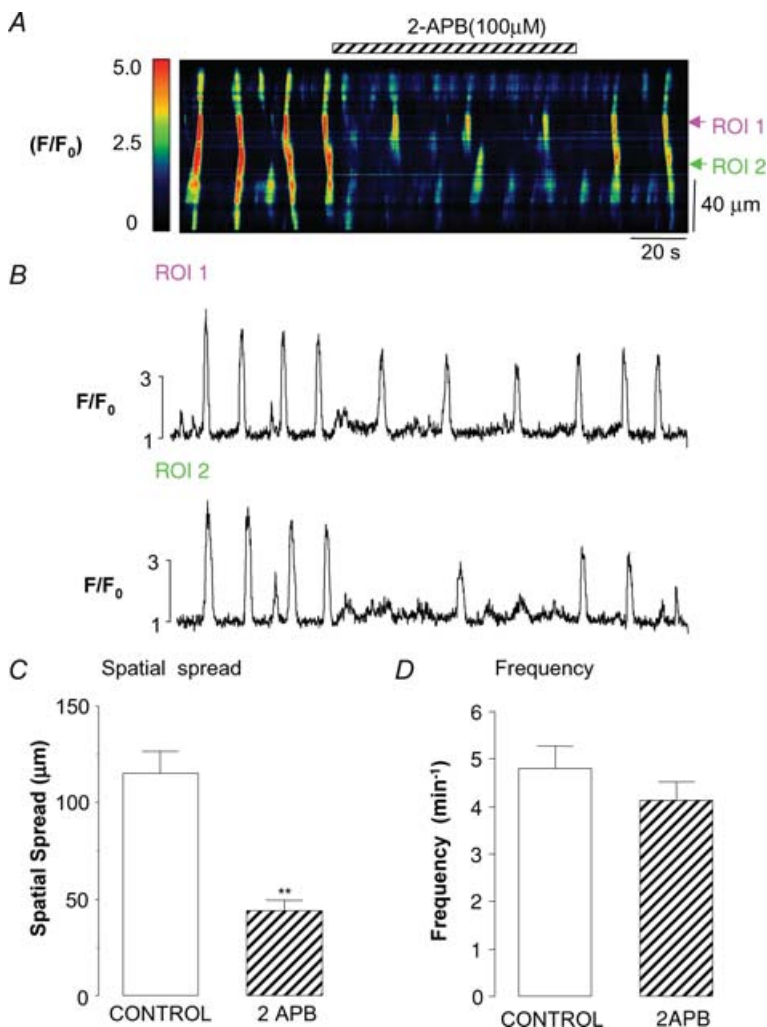 A
2-APB(100μM)
5.0
(F/F0)
2.5
0
ROI 1
ROI 2
40 μm
20 s
B
ROI 1
3
F/F0
1
ROI 2
3
F/F0
1
C Spatial spread
150
100
50
0
Spatial Spread (μm)
**
CONTROL 2 APB
D Frequency
6
5
4
3
2
1
0
Frequency (min-1)
CONTROL 2APB